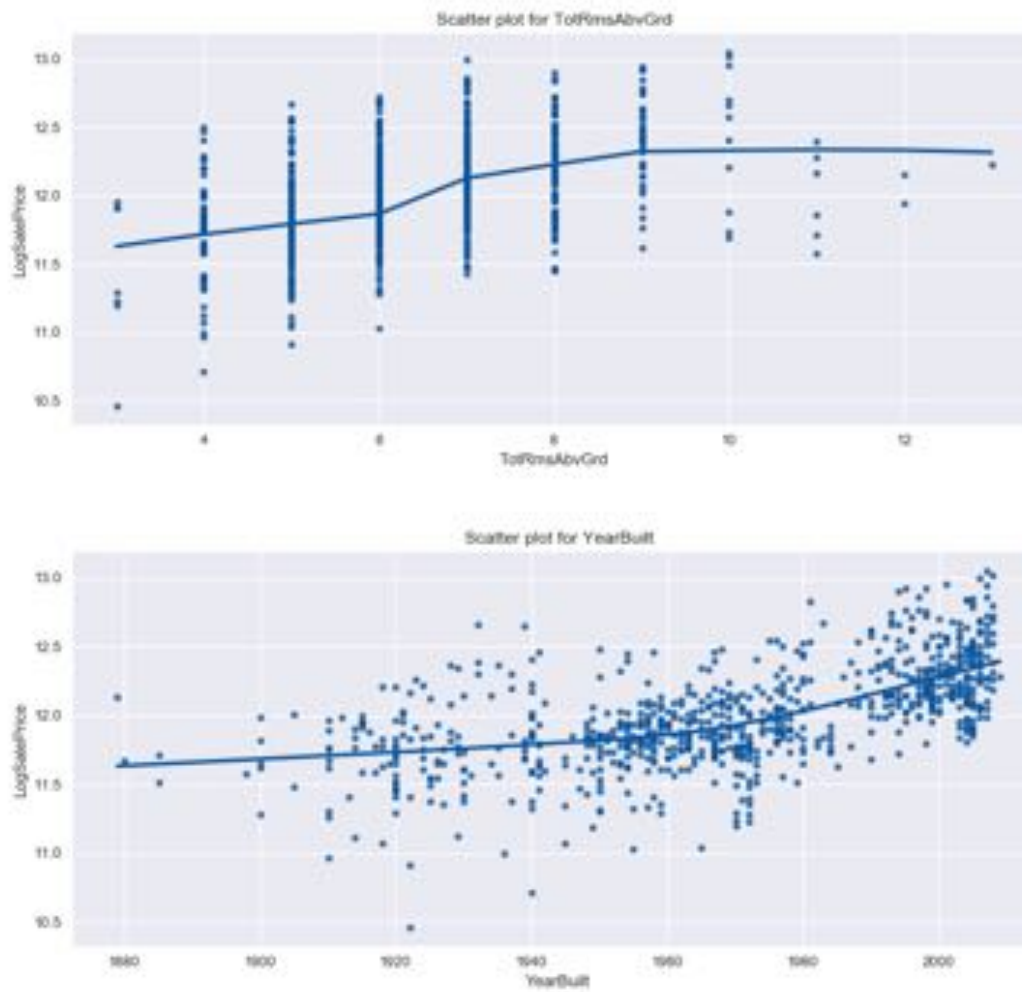 Scatter plot for TotRmsAbvGrd
13.0
12.5
12.0
11.5
11.0
10.5
LogSalePrice
4 6 8 10 12
TotRmsAbvGrd
Scatter plot for YearBuilt
13.0
12.5
12.0
11.5
11.0
10.5
LogSalePrice
1880 1900 1920 1940 1960 1980 2000
YearBuilt